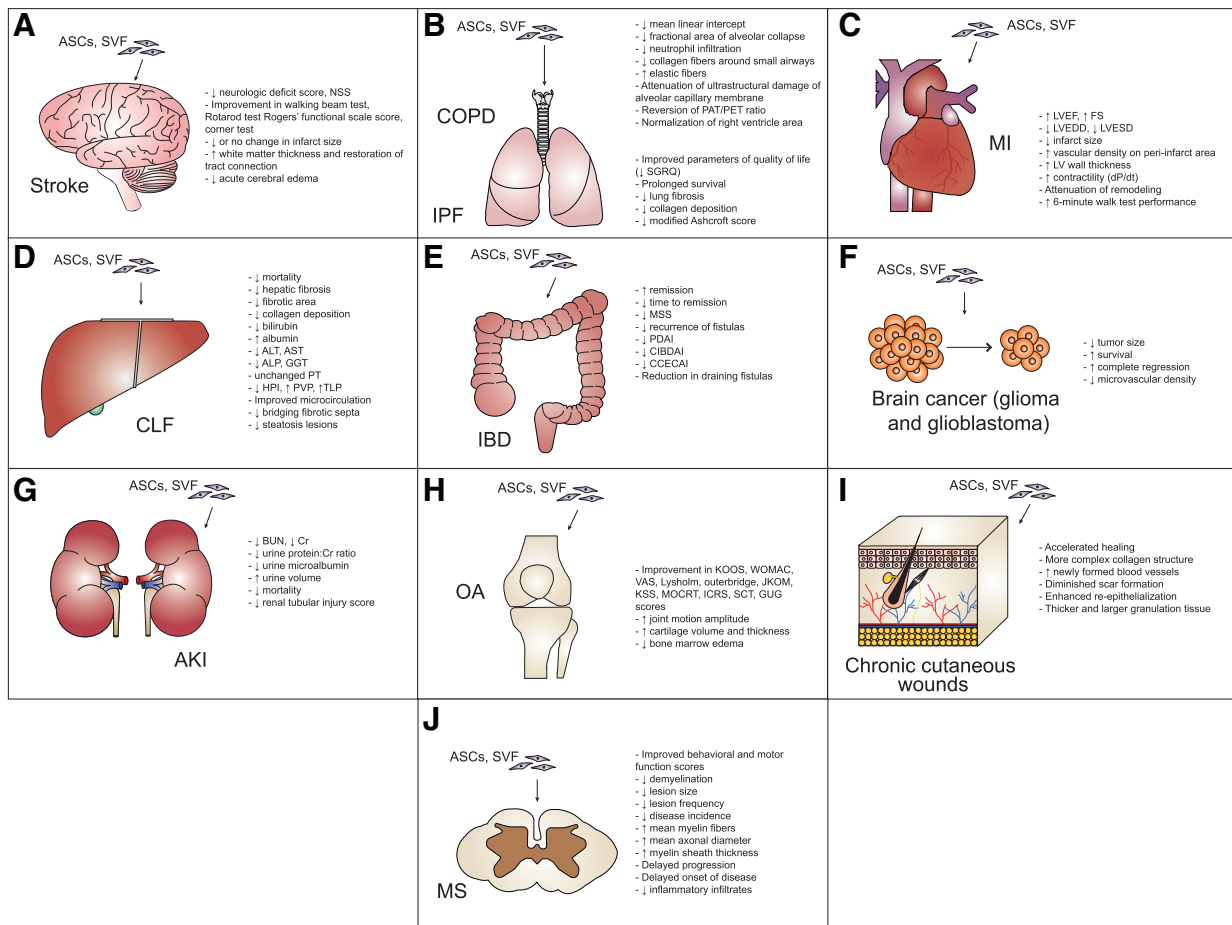 A
ASCs, SVF
- ↓ neurologic deficit score, NSS
- Improvement in walking beam test,
Rotarod test Rogers' functional scale score,
corner test
- ↓ or no change in infarct size
- ↑ white matter thickness and restoration of
tract connection
- ↓ acute cerebral edema
Stroke
B
ASCs, SVF
- ↓ mean linear intercept
- ↓ fractional area of alveolar collapse
- ↓ neutrophil infiltration
- ↓ collagen fibers around small airways
- ↑ elastic fibers
- Attenuation of ultrastructural damage of
alveolar capillary membrane
- Reversion of PAT/PET ratio
- Normalization of right ventricle area
COPD
- Improved parameters of quality of life
(↓ SGRQ)
- Prolonged survival
- ↓ lung fibrosis
- ↓ collagen deposition
- ↓ modified Ashcroft score
IPF
C
ASCs, SVF
MI
- ↑ LVEF, ↑ FS
- ↓ LVEDD, ↓ LVESD
- ↓ infarct size
- ↑ vascular density on peri-infarct area
- ↑ LV wall thickness
- ↑ contractility (dP/dt)
- Attenuation of remodeling
- ↑ 6-minute walk test performance
D
ASCs, SVF
- ↓ mortality
- ↓ hepatic fibrosis
- ↓ fibrotic area
- ↓ collagen deposition
- ↓ bilirubin
- ↑ albumin
- ↓ ALT, AST
- ↓ ALP, GGT
- unchanged PT
- ↓ HPI, ↑ PVP, ↑TLP
- Improved microcirculation
- ↓ bridging fibrotic septa
- ↓ steatosis lesions
CLF
E
ASCs, SVF
- ↑ remission
- ↓ time to remission
- ↓ MSS
- ↓ recurrence of fistulas
- ↓ PDAI
- ↓ CIBDAI
- ↓ CCECAI
- Reduction in draining fistulas
IBD
F
ASCs, SVF
- ↓ tumor size
- ↑ survival
- ↑ complete regression
- ↓ microvascular density
Brain cancer (glioma
and glioblastoma)
G
ASCs, SVF
- ↓ BUN, ↓ Cr
- ↓ urine protein:Cr ratio
- ↓ urine microalbumin
- ↑ urine volume
- ↓ mortality
- ↓ renal tubular injury score
AKI
H
ASCs, SVF
OA
- Improvement in KOOS, WOMAC,
VAS, Lysholm, outerbridge, JKOM,
KSS, MOCRT, ICRS, SCT, GUG
scores
- ↑ joint motion amplitude
- ↑ cartilage volume and thickness
- ↓ bone marrow edema
I
ASCs, SVF
- Accelerated healing
- More complex collagen structure
- ↑ newly formed blood vessels
- Diminished scar formation
- Enhanced re-epithelialization
- Thicker and larger granulation tissue
Chronic cutaneous
wounds
J
ASCs, SVF
- Improved behavioral and motor
function scores
- ↓ demyelination
- ↓ lesion size
- ↓ lesion frequency
- ↓ disease incidence
- ↑ mean myelin fibers
- ↑ mean axonal diameter
- ↑ myelin sheath thickness
- Delayed progression
- Delayed onset of disease
- ↓ inflammatory infiltrates
MS